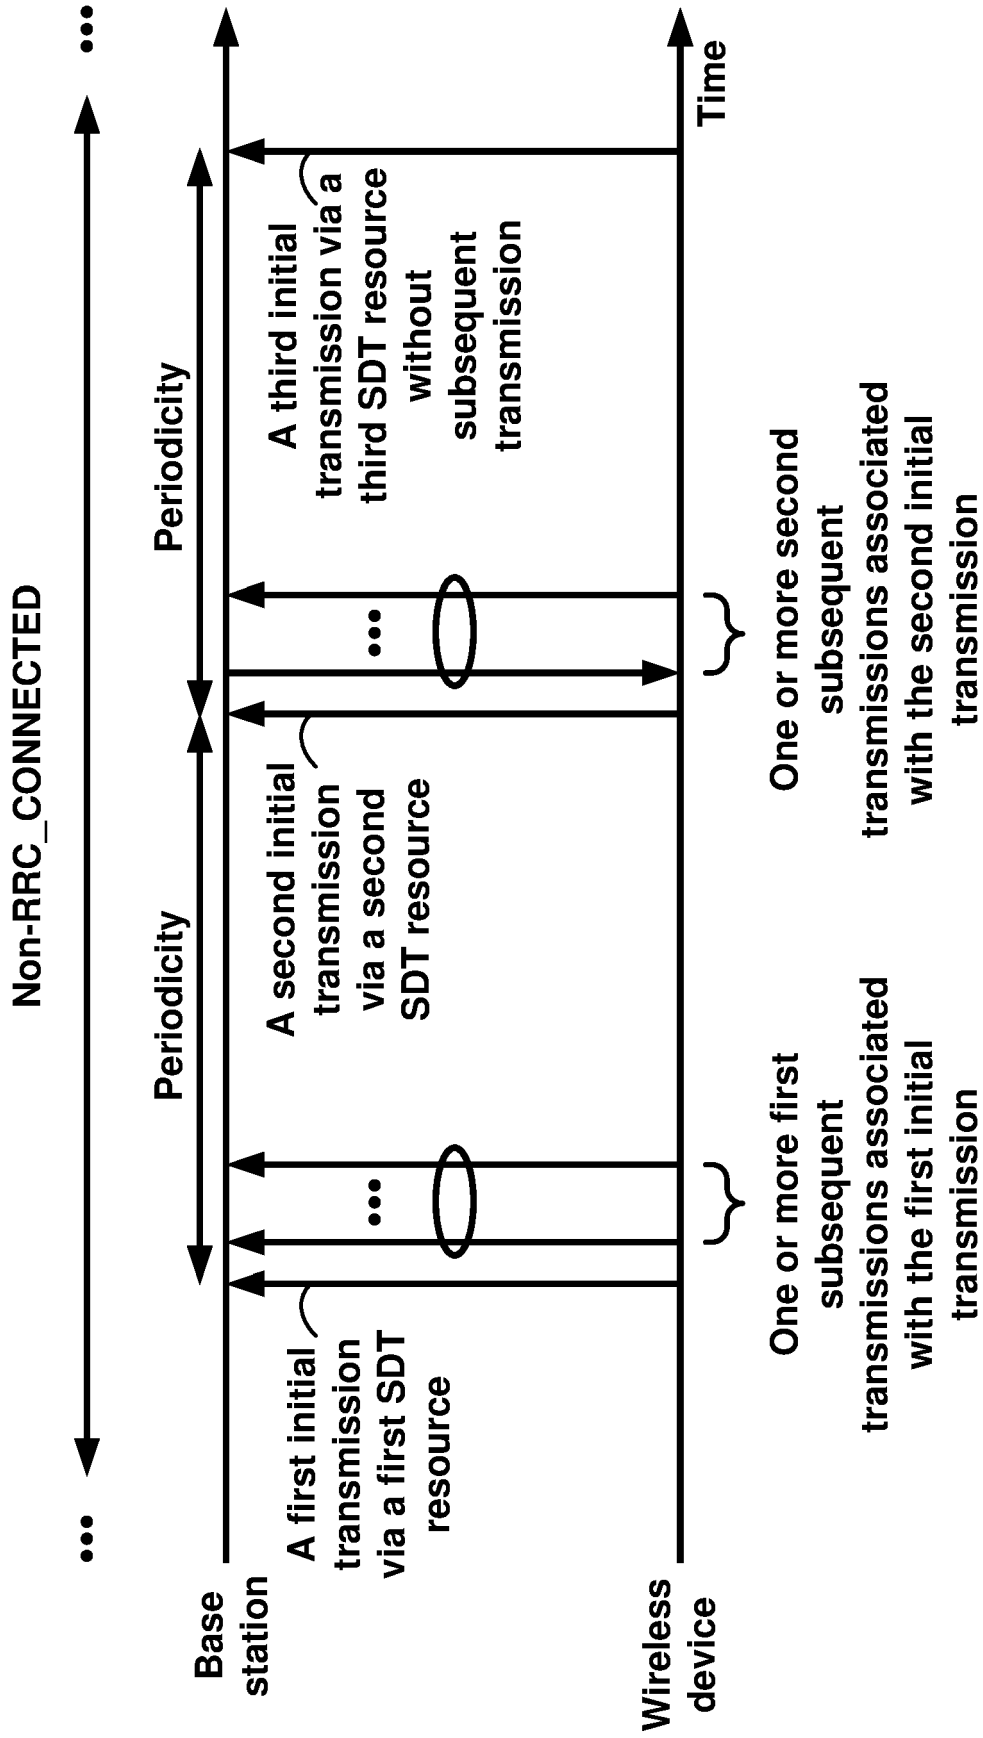 Non-RRC_CONNECTED
Periodicity
Periodicity
Base
station
A first initial
transmission
via a first SDT
resource
A second initial
transmission
via a second
SDT resource
A third initial
transmission via a
third SDT resource
without
subsequent
transmission
Wireless
device
Time
One or more first
subsequent
transmissions associated
with the first initial
transmission
One or more second
subsequent
transmissions associated
with the second initial
transmission